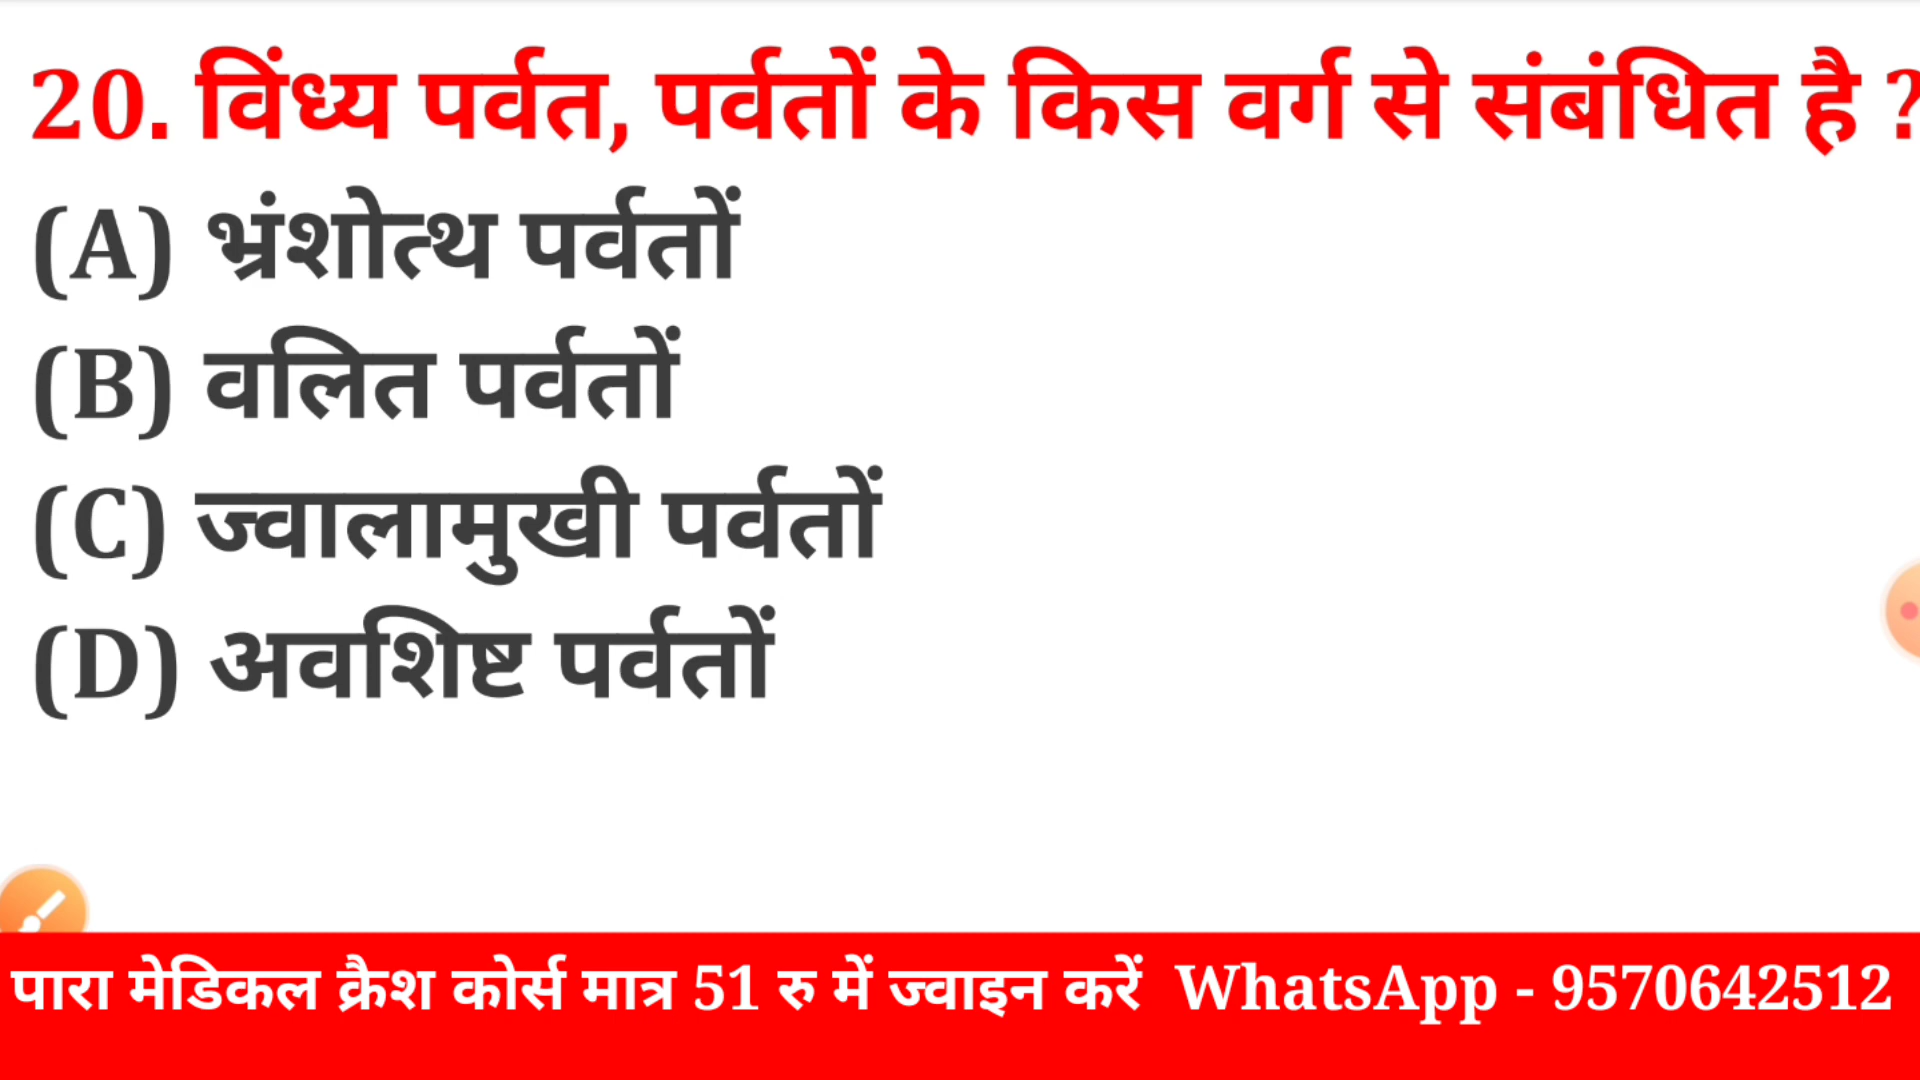 20. विंध्य पर्वत, पर्वतों के किस वर्ग से संबंधित है ?
(A) भ्रंशोत्थ पर्वतों
(B) वलित पर्वतों
(C) ज्वालामुखी पर्वतों
(D) अवशिष्ट पर्वतों
पारा मेडिकल क्रैश कोर्स मात्र 51 रु में ज्वाइन करें WhatsApp - 9570642512